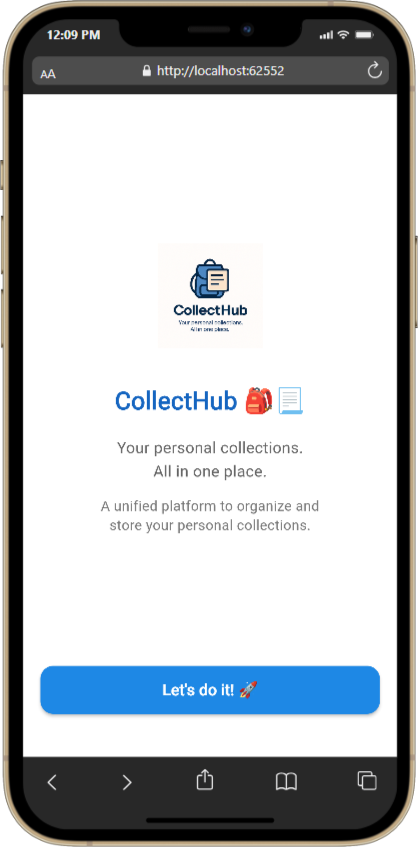 12:09 PM
AA
http://localhost:62552
CollectHub
Your personal collections.
All in one place.
CollectHub 🎒📃
Your personal collections.
All in one place.
A unified platform to organize and
store your personal collections.
Let's do it! 🚀